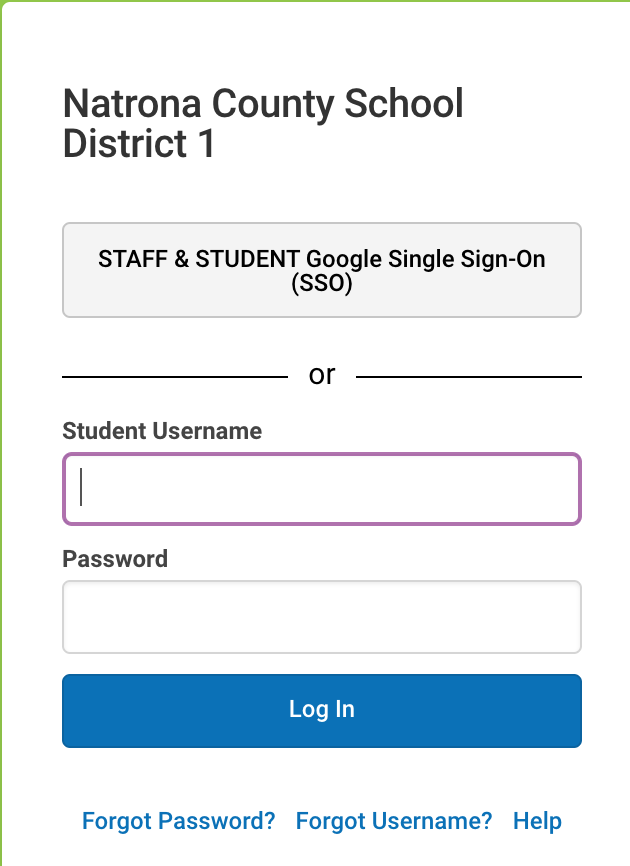 Natrona County School
District 1
STAFF & STUDENT Google Single Sign-On
(SSO)
or
Student Username
Password
Log In
Forgot Password? Forgot Username? Help